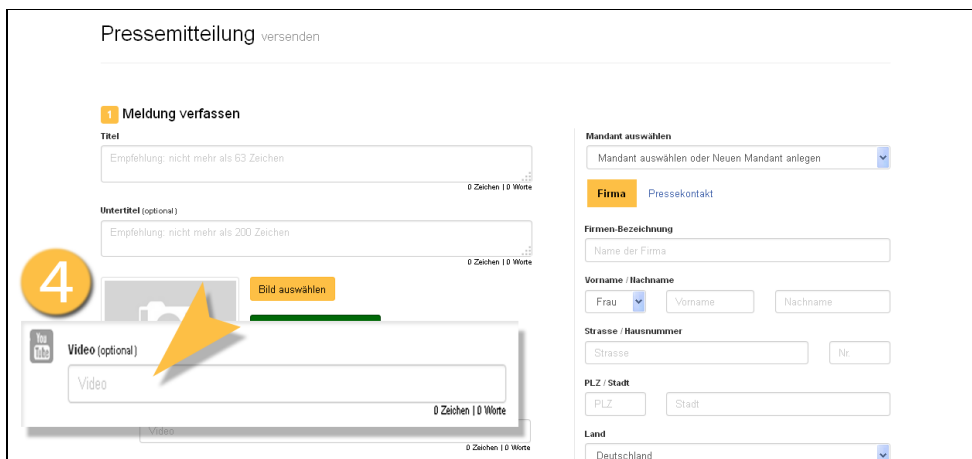 Pressemitteilung versenden
1 Meldung verfassen
Titel
Empfehlung: nicht mehr als 63 Zeichen
0 Zeichen | 0 Worte
Untertitel (optional)
Empfehlung: nicht mehr als 200 Zeichen
0 Zeichen | 0 Worte
4
Bild auswählen
You Tube
Video (optional)
Video
0 Zeichen | 0 Worte
Video
0 Zeichen | 0 Worte
Mandant auswählen
Mandant auswählen oder Neuen Mandant anlegen
Firma Pressekontakt
Firmen-Bezeichnung
Name der Firma
Vorname / Nachname
Frau Vorname Nachname
Strasse / Hausnummer
Strasse Nr.
PLZ / Stadt
PLZ Stadt
Land
Deutschland